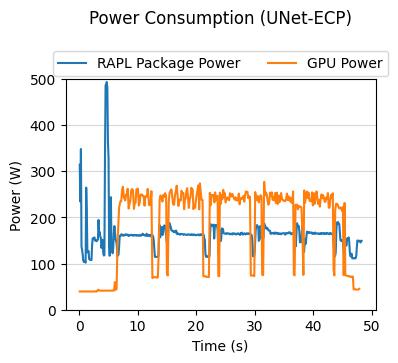 Power Consumption (UNet-ECP)
RAPL Package Power GPU Power
500
400
300
200
100
0
Power (W)
0 10 20 30 40 50
Time (s)